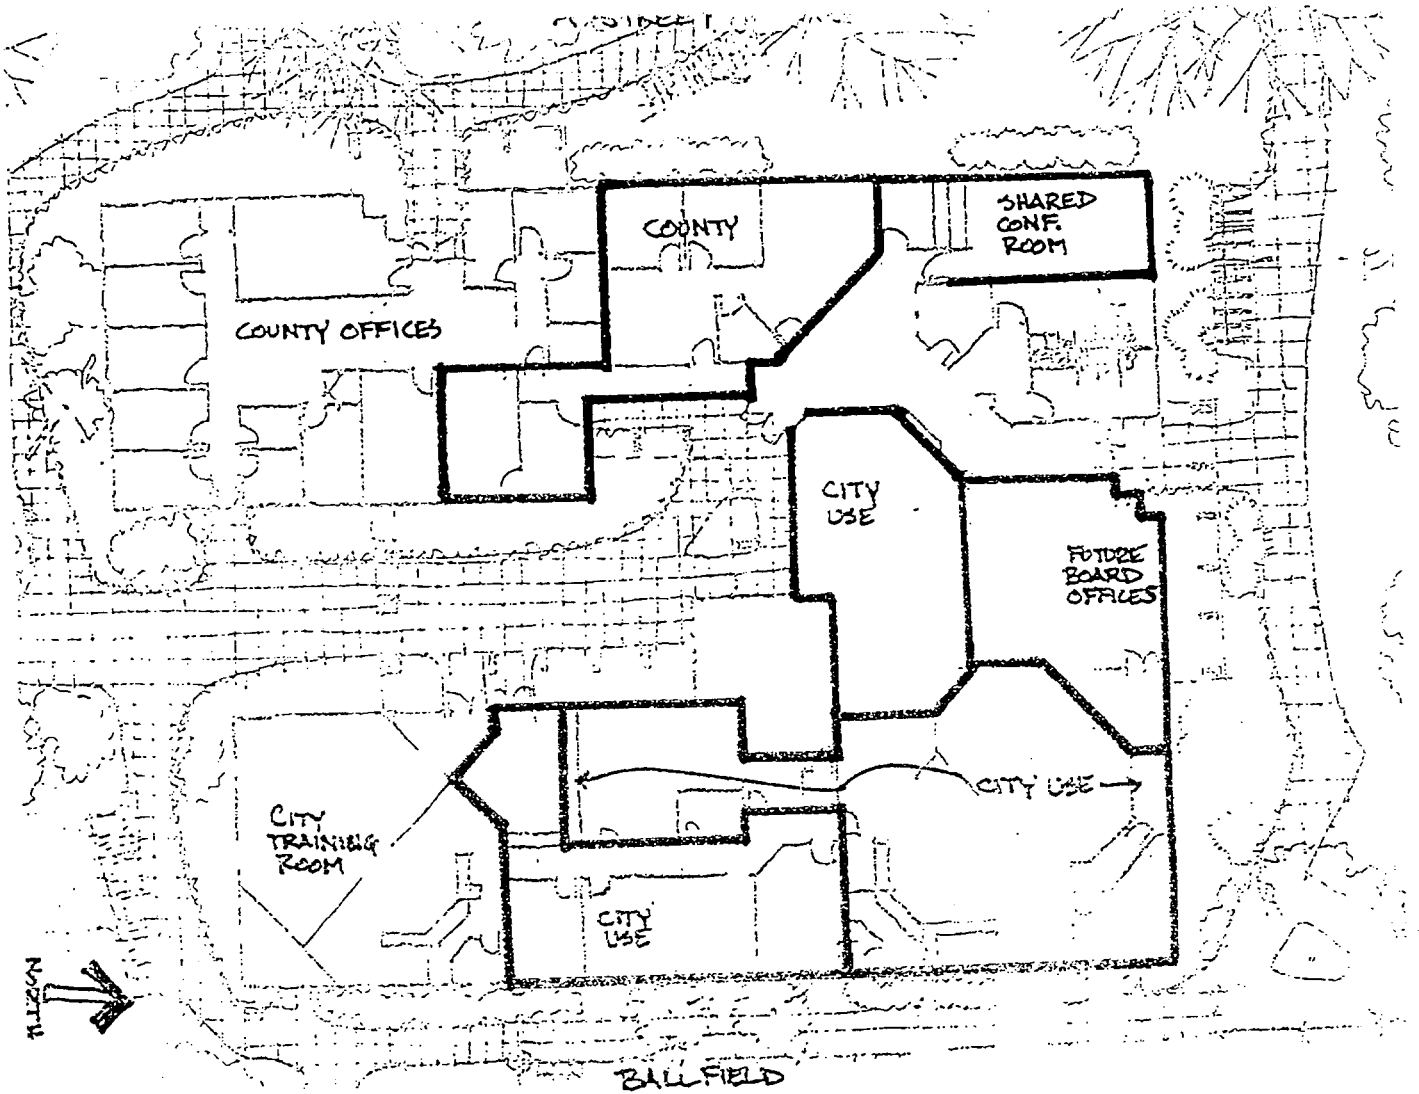 STREET
SHARED
CONF.
ROOM
COUNTY
COUNTY OFFICES
CITY
USE
FUTURE
BOARD
OFFICES
CITY USE
CITY
TRAINING
ROOM
CITY
USE
NORTH
BALLFIELD